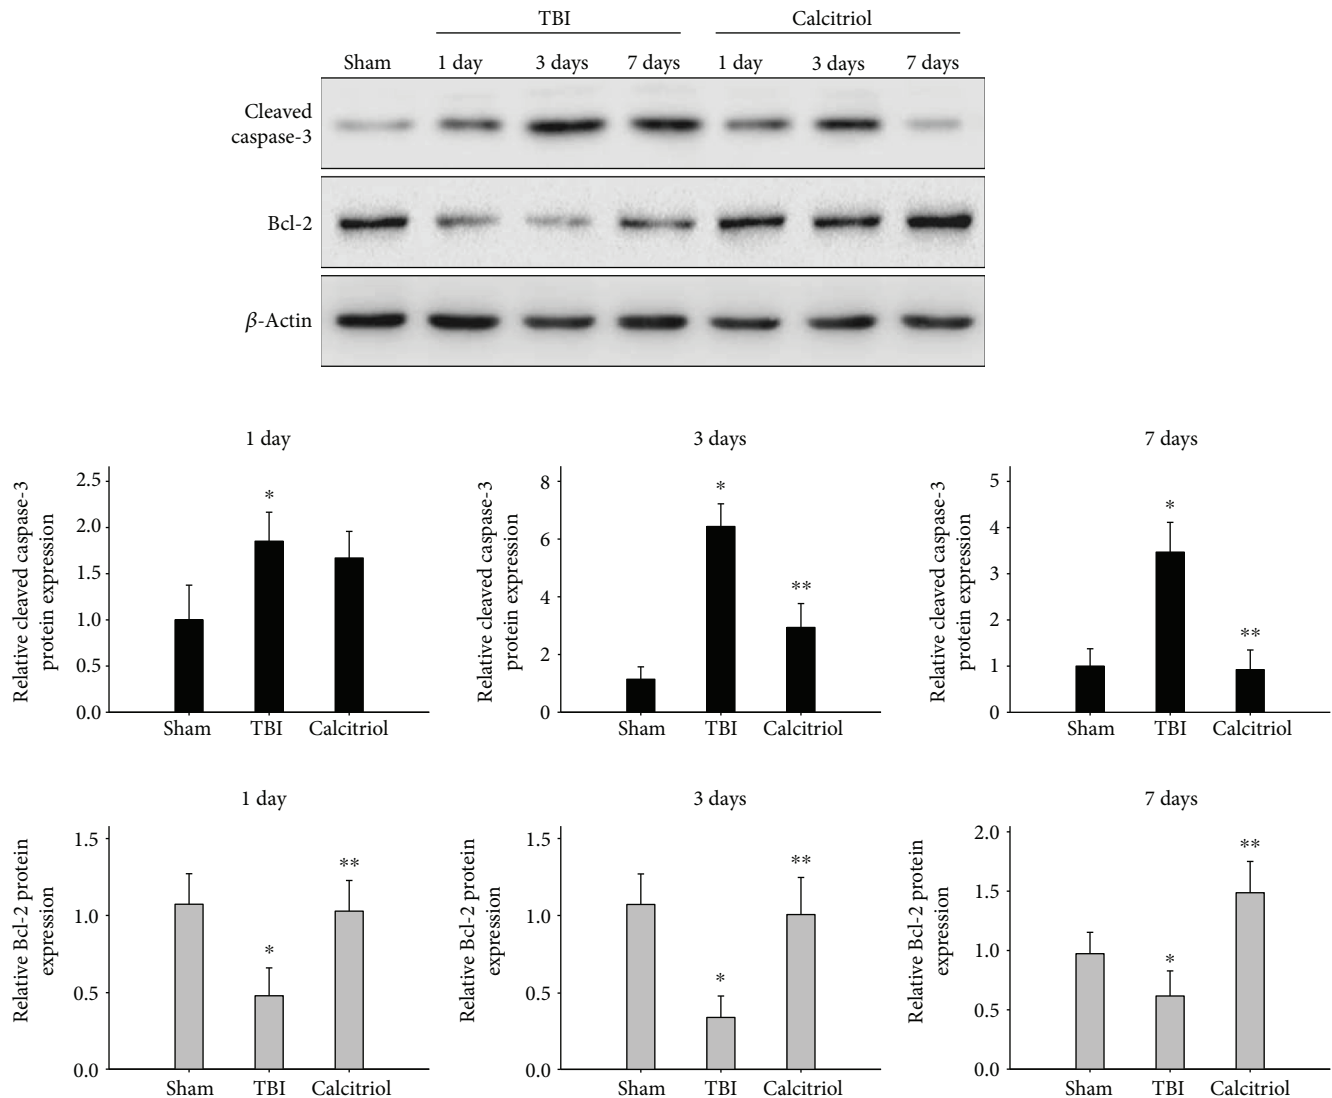 TBI Calcitriol
Sham 1 day 3 days 7 days 1 day 3 days 7 days
Cleaved
caspase-3
Bcl-2
β-Actin
1 day
Relative cleaved caspase-3
protein expression
2.5
2.0
1.5
1.0
0.5
0.0
*
Sham TBI Calcitriol
3 days
Relative cleaved caspase-3
protein expression
8
6
4
2
0
*
**
Sham TBI Calcitriol
7 days
Relative cleaved caspase-3
protein expression
5
4
3
2
1
0
*
**
Sham TBI Calcitriol
1 day
Relative Bcl-2 protein
expression
1.5
1.0
0.5
0.0
*
**
Sham TBI Calcitriol
3 days
Relative Bcl-2 protein
expression
1.5
1.0
0.5
0.0
*
**
Sham TBI Calcitriol
7 days
Relative Bcl-2 protein
expression
2.0
1.5
1.0
0.5
0.0
*
**
Sham TBI Calcitriol